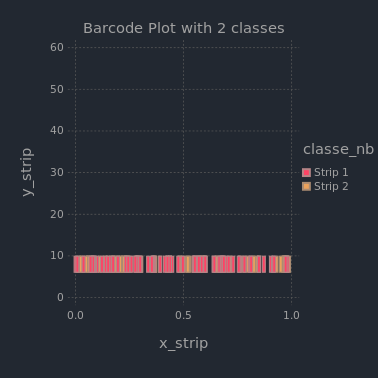 Barcode Plot with 2 classes
60
50
40
30
20
10
0
y_strip
0.0
0.5
1.0
x_strip
classe_nb
Strip 1
Strip 2